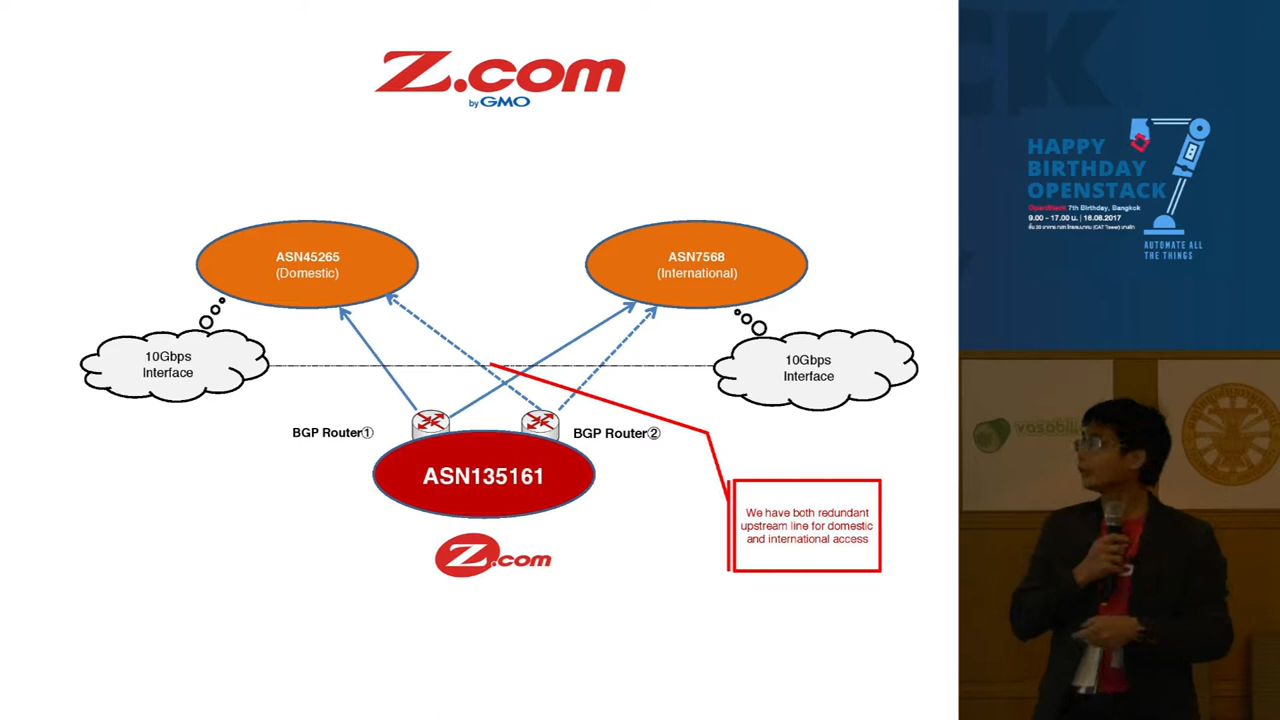 Z.com
by GMO
ASN45265
(Domestic)
ASN7568
(International)
10Gbps
Interface
10Gbps
Interface
BGP Router①
BGP Router②
ASN135161
Z.com
We have both redundant
upstream line for domestic
and international access
HAPPY
BIRTHDAY
OPENSTACK
OpenStack 7th Birthday, Bangkok
9.00 - 17.00 น. | 16.08.2017
AUTOMATE ALL
THE THINGS